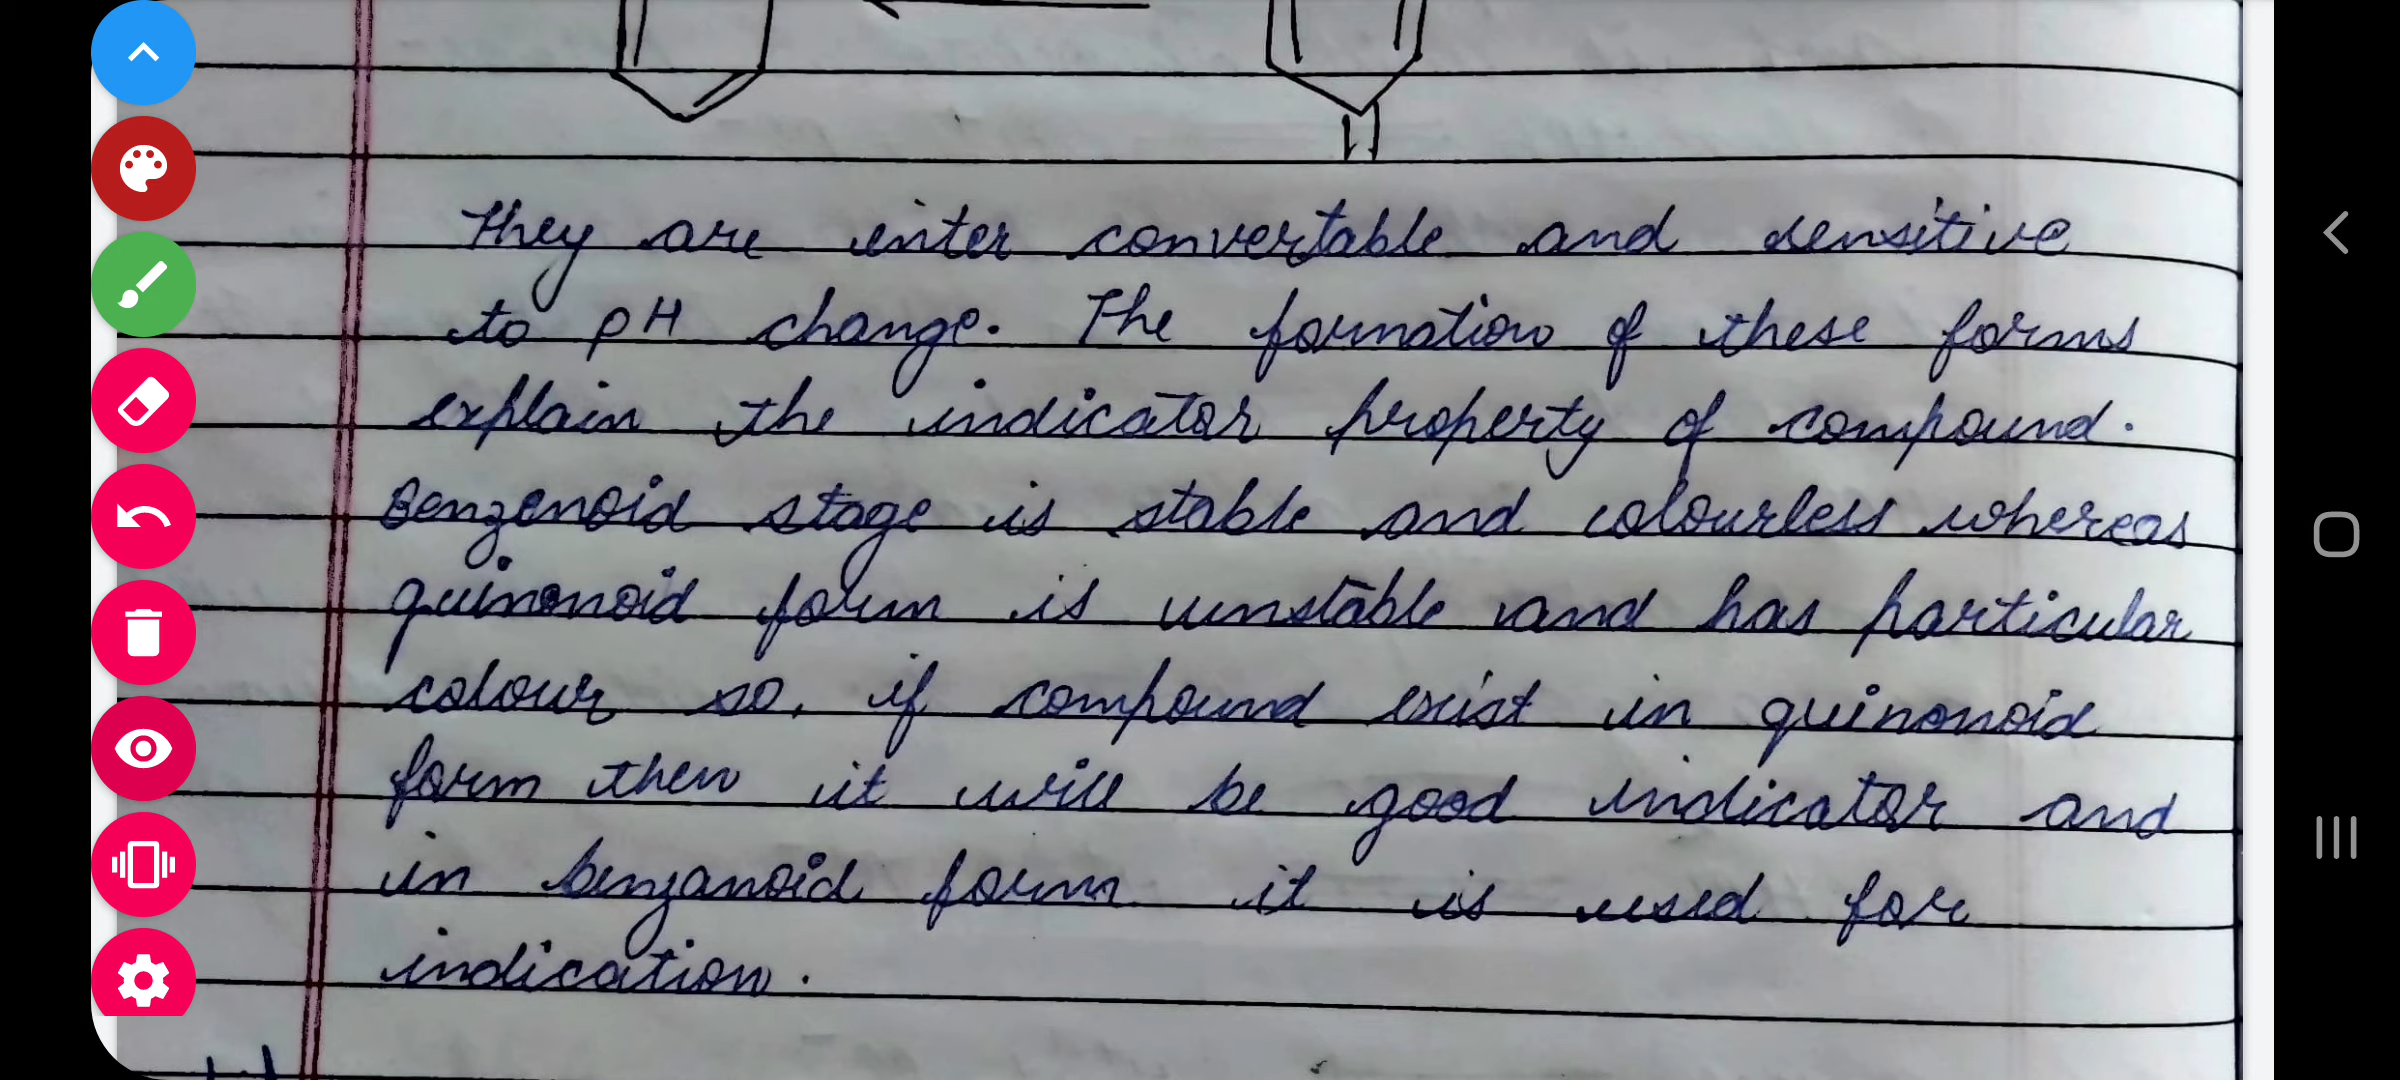 They are inter convertable and sensitive
to pH change. The formation of these forms
explain the indicator property of compound.
Benzenoid stage is stable and colourless whereas
quinonoid form is unstable and has particular
colour so, if compound exist in quinonoid
form then it will be good indicator and
in benzanoid form it is used for
indication.